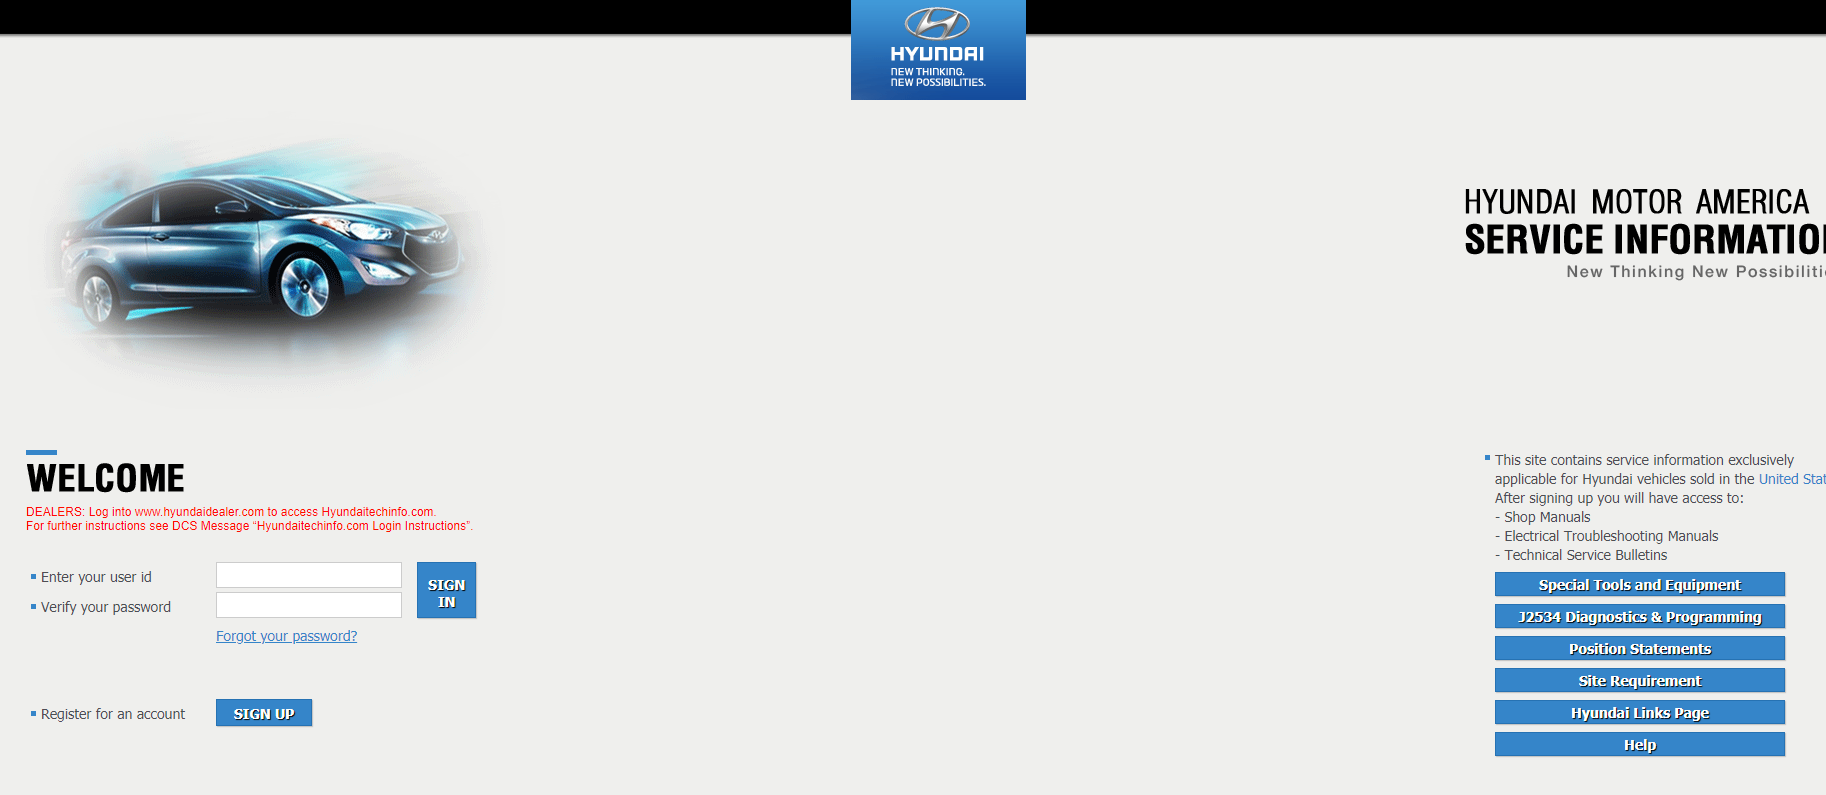 HYUNDAI
NEW THINKING.
NEW POSSIBILITIES.
HYUNDAI MOTOR AMERICA
SERVICE INFORMATIO
New Thinking New Possibiliti
WELCOME
DEALERS: Log into www.hyundaidealer.com to access Hyundaitechinfo.com.
For further instructions see DCS Message “Hyundaitechinfo.com Login Instructions”.
Enter your user id
Verify your password
SIGN
IN
Forgot your password?
Register for an account
SIGN UP
This site contains service information exclusively
applicable for Hyundai vehicles sold in the United Stat
After signing up you will have access to:
- Shop Manuals
- Electrical Troubleshooting Manuals
- Technical Service Bulletins
Special Tools and Equipment
J2534 Diagnostics & Programming
Position Statements
Site Requirement
Hyundai Links Page
Help